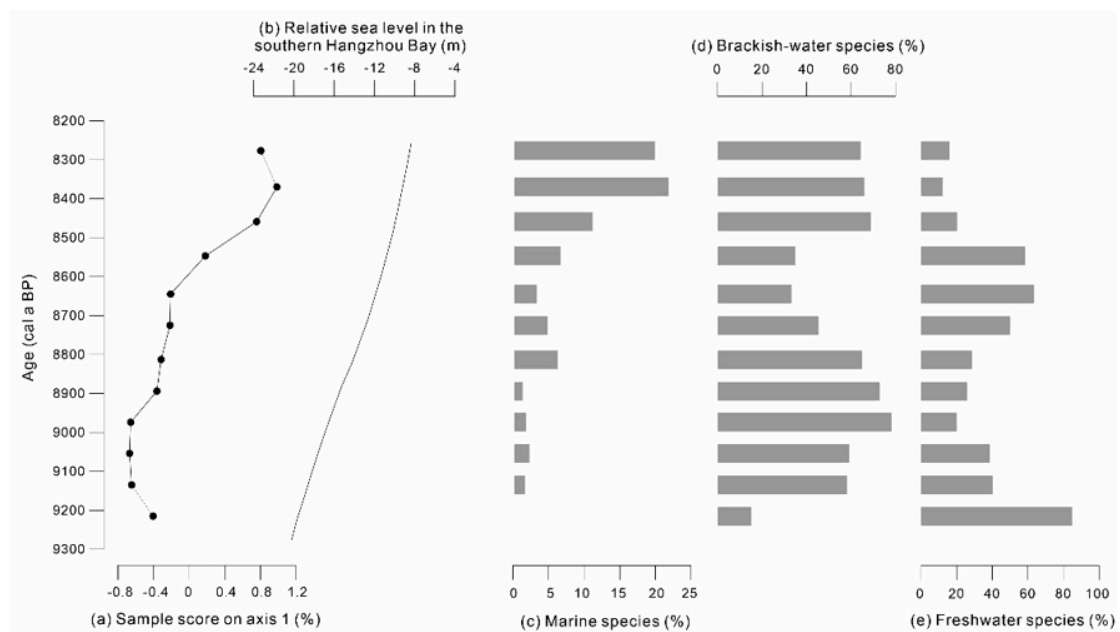 (b) Relative sea level in the
southern Hangzhou Bay (m)
-24 -20 -16 -12 -8 -4
(d) Brackish-water species (%)
0 20 40 60 80
Age (cal a BP)
8200
8300
8400
8500
8600
8700
8800
8900
9000
9100
9200
9300
-0.8 -0.4 0 0.4 0.8 1.2
(a) Sample score on axis 1 (%)
0 5 10 15 20 25
(c) Marine species (%)
0 20 40 60 80 100
(e) Freshwater species (%)